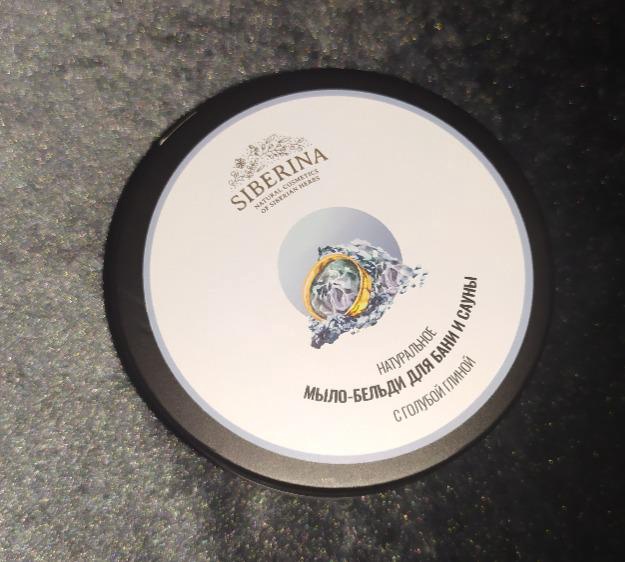 SIBERINA
NATURAL COSMETICS
OF SIBERIAN HERBS
НАТУРАЛЬНОЕ
МЫЛО-БЕЛЬДИ ДЛЯ БАНИ И САУНЫ
С ГОЛУБОЙ ГЛИНОЙ